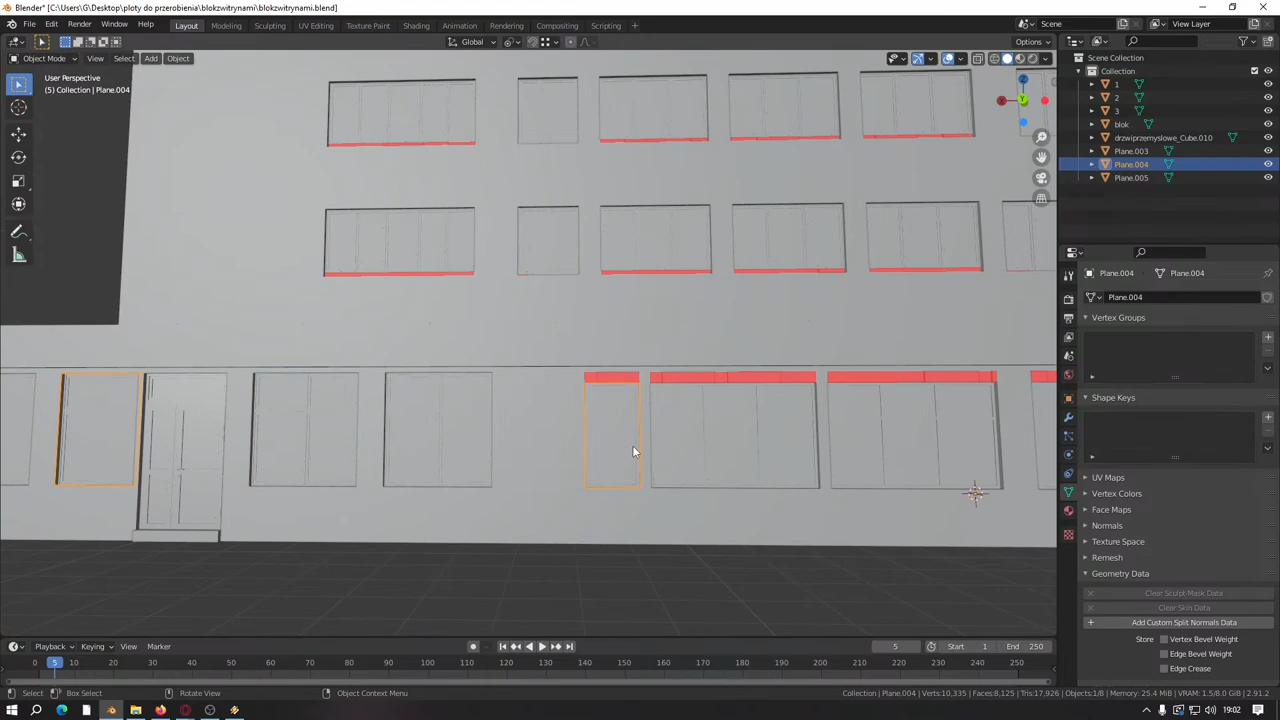 Blender* [C:\Users\G\Desktop\ploty do przerobienia\blokzwitrynami\blokzwitrynami.blend]
File Edit Render Window Help Layout Modeling Sculpting UV Editing Texture Paint Shading Animation Rendering Compositing Scripting + Scene View Layer
Global Options
Object Mode View Select Add Object
User Perspective
(5) Collection | Plane.004
Scene Collection
Collection
1
2
3
blok
drzwiprzemyslowe_Cube.010
Plane.003
Plane.004
Plane.005
X Y Z
Plane.004 Plane.004
Plane.004
Vertex Groups
Shape Keys
UV Maps
Vertex Colors
Face Maps
Normals
Texture Space
Remesh
Geometry Data
Clear Sculpt-Mask Data
Clear Skin Data
Add Custom Split Normals Data
Store Vertex Bevel Weight
Edge Bevel Weight
Edge Crease
Playback Keying View Marker 5 Start 1 End 250
0 5 10 20 30 40 50 60 70 80 90 100 110 120 130 140 150 160 170 180 190 200 210 220 230 240 250
Select Box Select Rotate View Object Context Menu Collection | Plane.004 | Verts:10,335 | Faces:8,125 | Tris:17,926 | Objects:1/8 | Memory: 25.4 MiB | VRAM: 1.5/8.0 GiB | 2.91.2
19:02